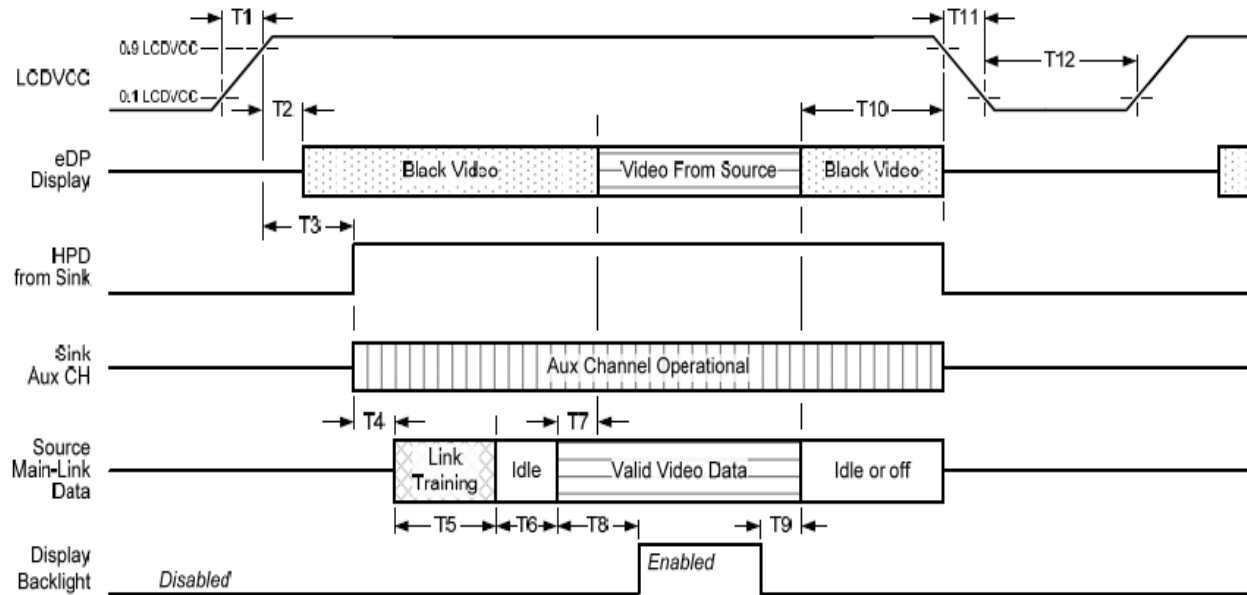 T1
T11
0.9 LCDVCC
LCDVCC
T12
0.1 LCDVCC
T2
T10
eDP
Display
Black Video
Video From Source
Black Video
T3
HPD
from Sink
Sink
Aux CH
Aux Channel Operational
T4
T7
Source
Main-Link
Data
Link
Training
Idle
Valid Video Data
Idle or off
T5
T6
T8
T9
Display
Backlight
Disabled
Enabled